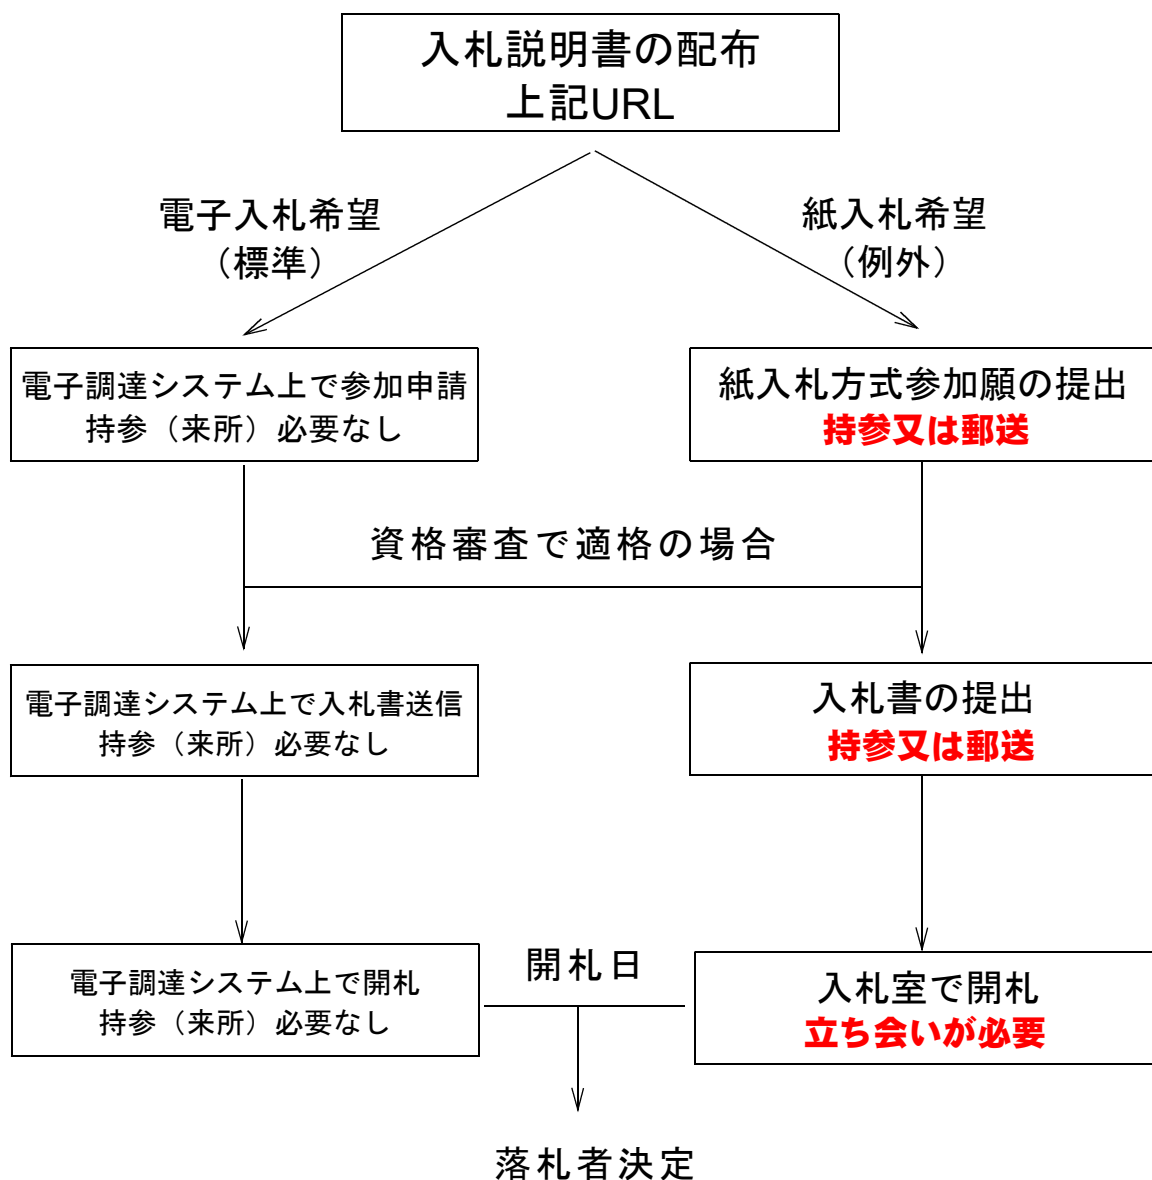 入札説明書の配布
上記URL
電子入札希望
（標準）
紙入札希望
（例外）
電子調達システム上で参加申請
持参（来所）必要なし
紙入札方式参加願の提出
持参又は郵送
資格審査で適格の場合
電子調達システム上で入札書送信
持参（来所）必要なし
入札書の提出
持参又は郵送
電子調達システム上で開札
持参（来所）必要なし
開札日
入札室で開札
立ち会いが必要
落札者決定